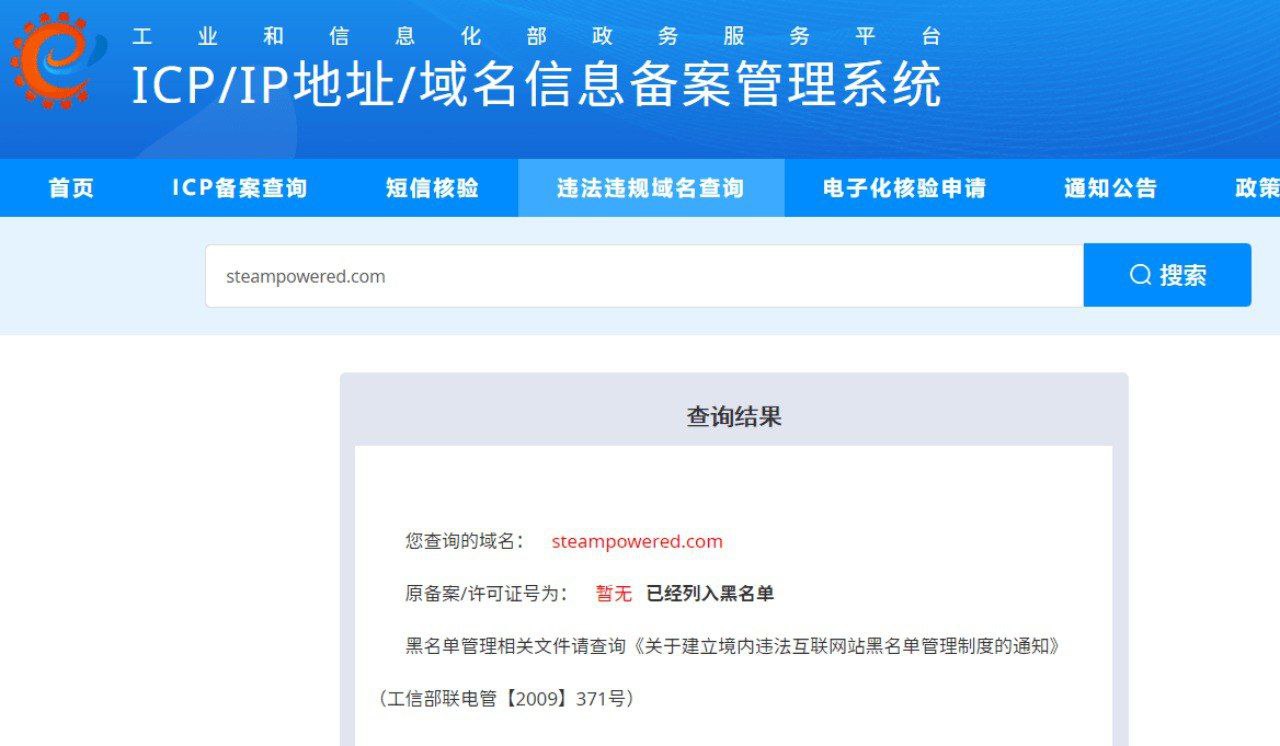 工业和信息化部政务服务平台
ICP/IP地址/域名信息备案管理系统
首页 ICP备案查询 短信核验 违法违规域名查询 电子化核验申请 通知公告 政策
steampowered.com 搜索
查询结果
您查询的域名： steampowered.com
原备案/许可证号为： 暂无 已经列入黑名单
黑名单管理相关文件请查询《关于建立境内违法互联网站黑名单管理制度的通知》
（工信部联电管【2009】371号）